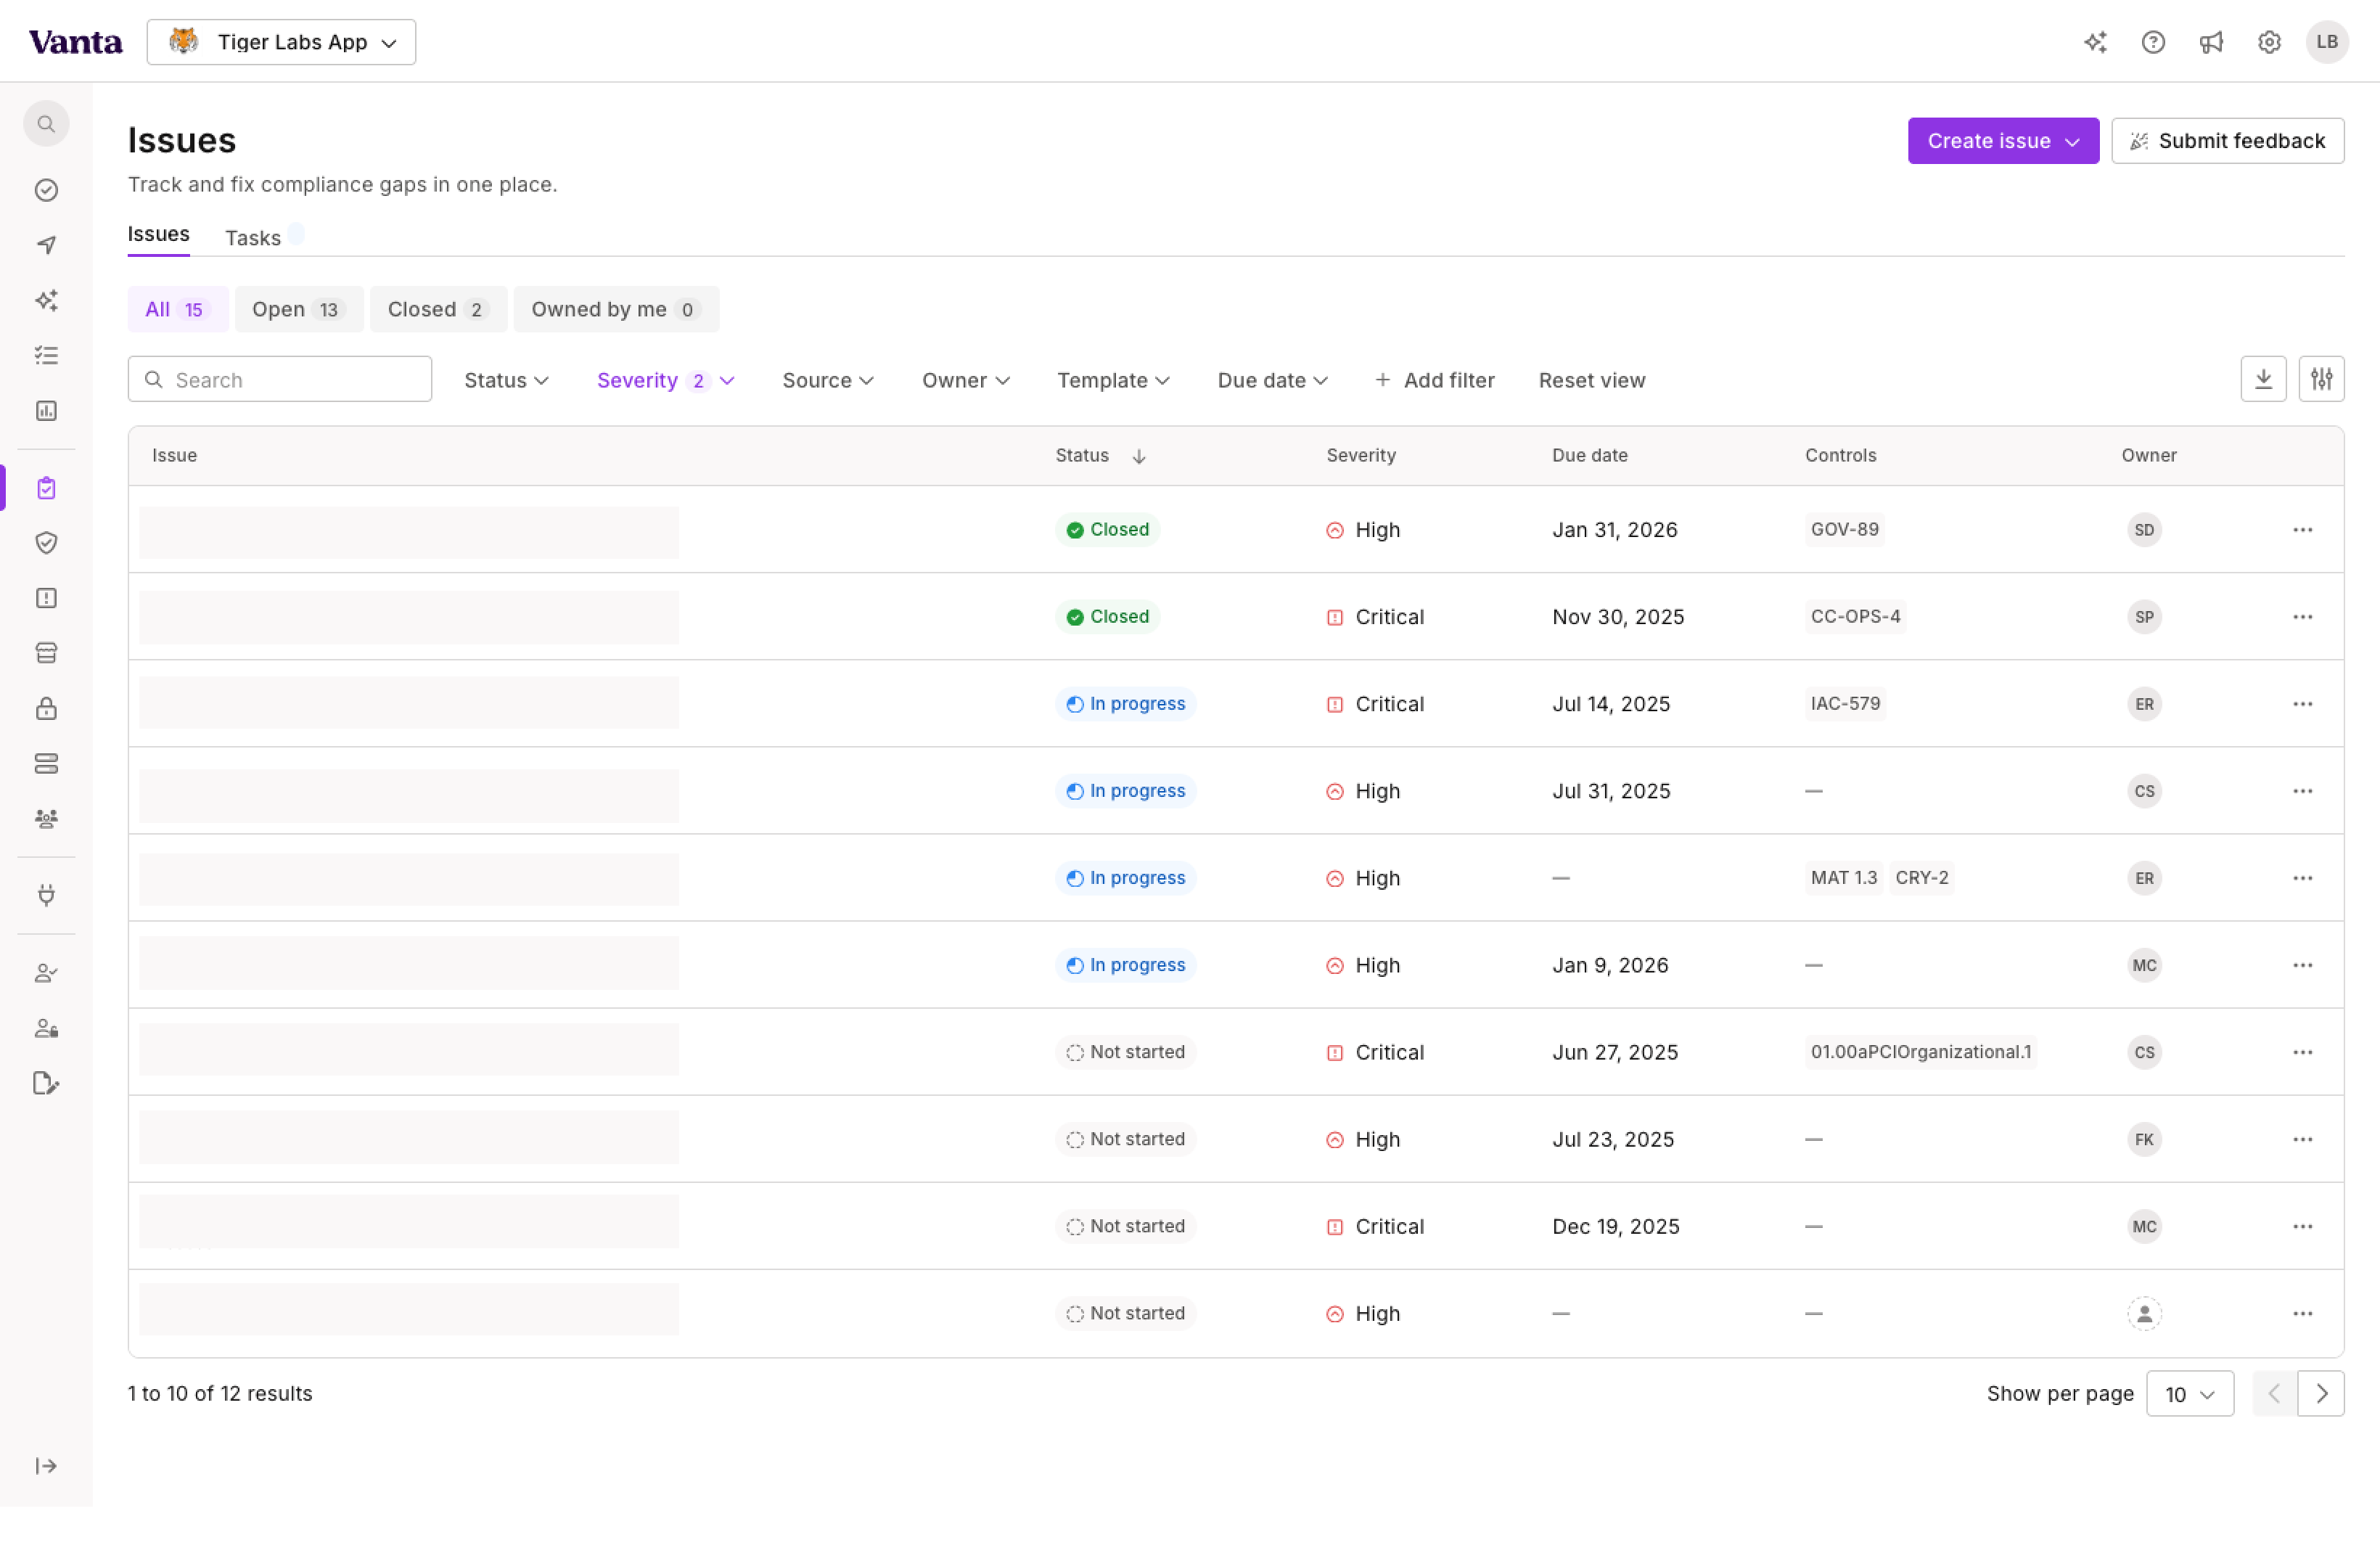 Vanta Tiger Labs App LB
Issues
Create issue Submit feedback
Track and fix compliance gaps in one place.
Issues Tasks
All 15 Open 13 Closed 2 Owned by me 0
Search Status Severity 2 Source Owner Template Due date + Add filter Reset view
Issue Status Severity Due date Controls Owner
Closed High Jan 31, 2026 GOV-89 SD
Closed Critical Nov 30, 2025 CC-OPS-4 SP
In progress Critical Jul 14, 2025 IAC-579 ER
In progress High Jul 31, 2025 — CS
In progress High — MAT 1.3 CRY-2 ER
In progress High Jan 9, 2026 — MC
Not started Critical Jun 27, 2025 01.00aPCIOrganizational.1 CS
Not started High Jul 23, 2025 — FK
Not started Critical Dec 19, 2025 — MC
Not started High — —
1 to 10 of 12 results Show per page 10